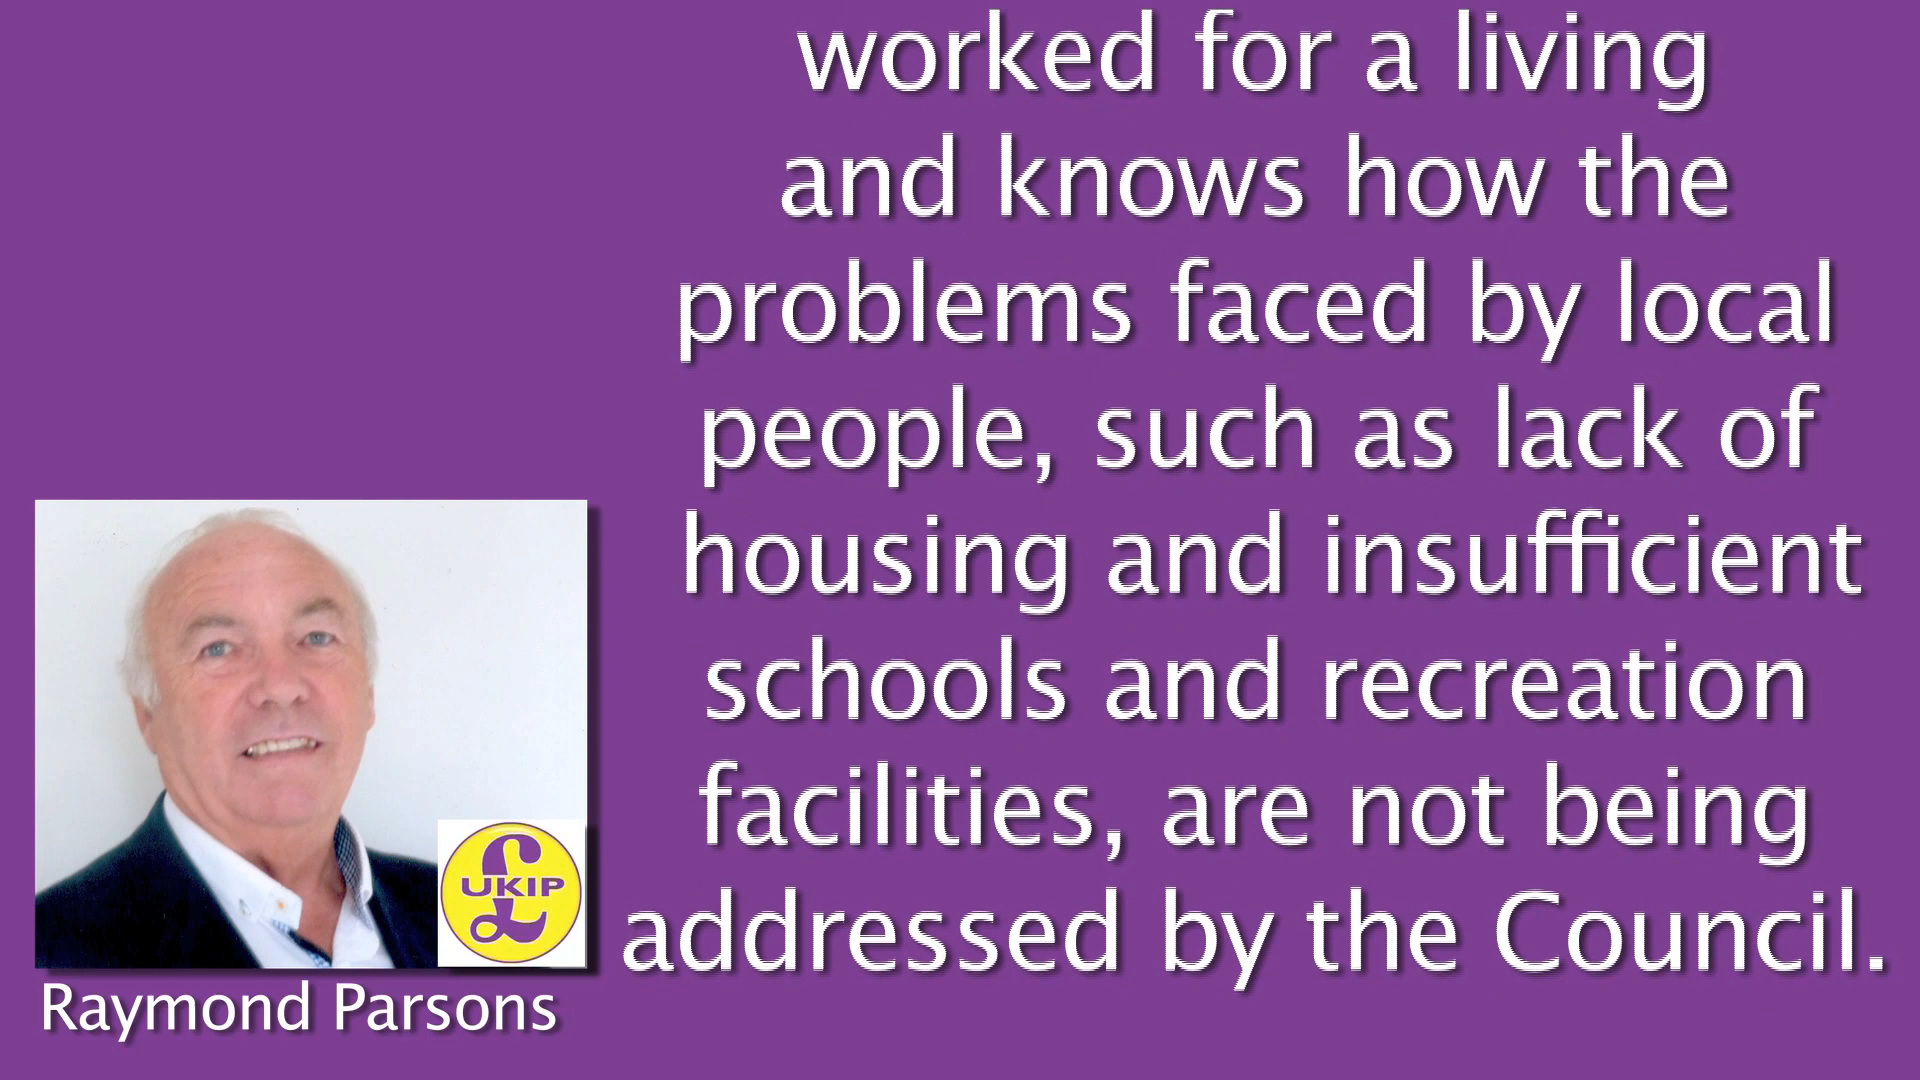 worked for a living
and knows how the
problems faced by local
people, such as lack of
housing and insufficient
schools and recreation
facilities, are not being
addressed by the Council.
UKIP
Raymond Parsons